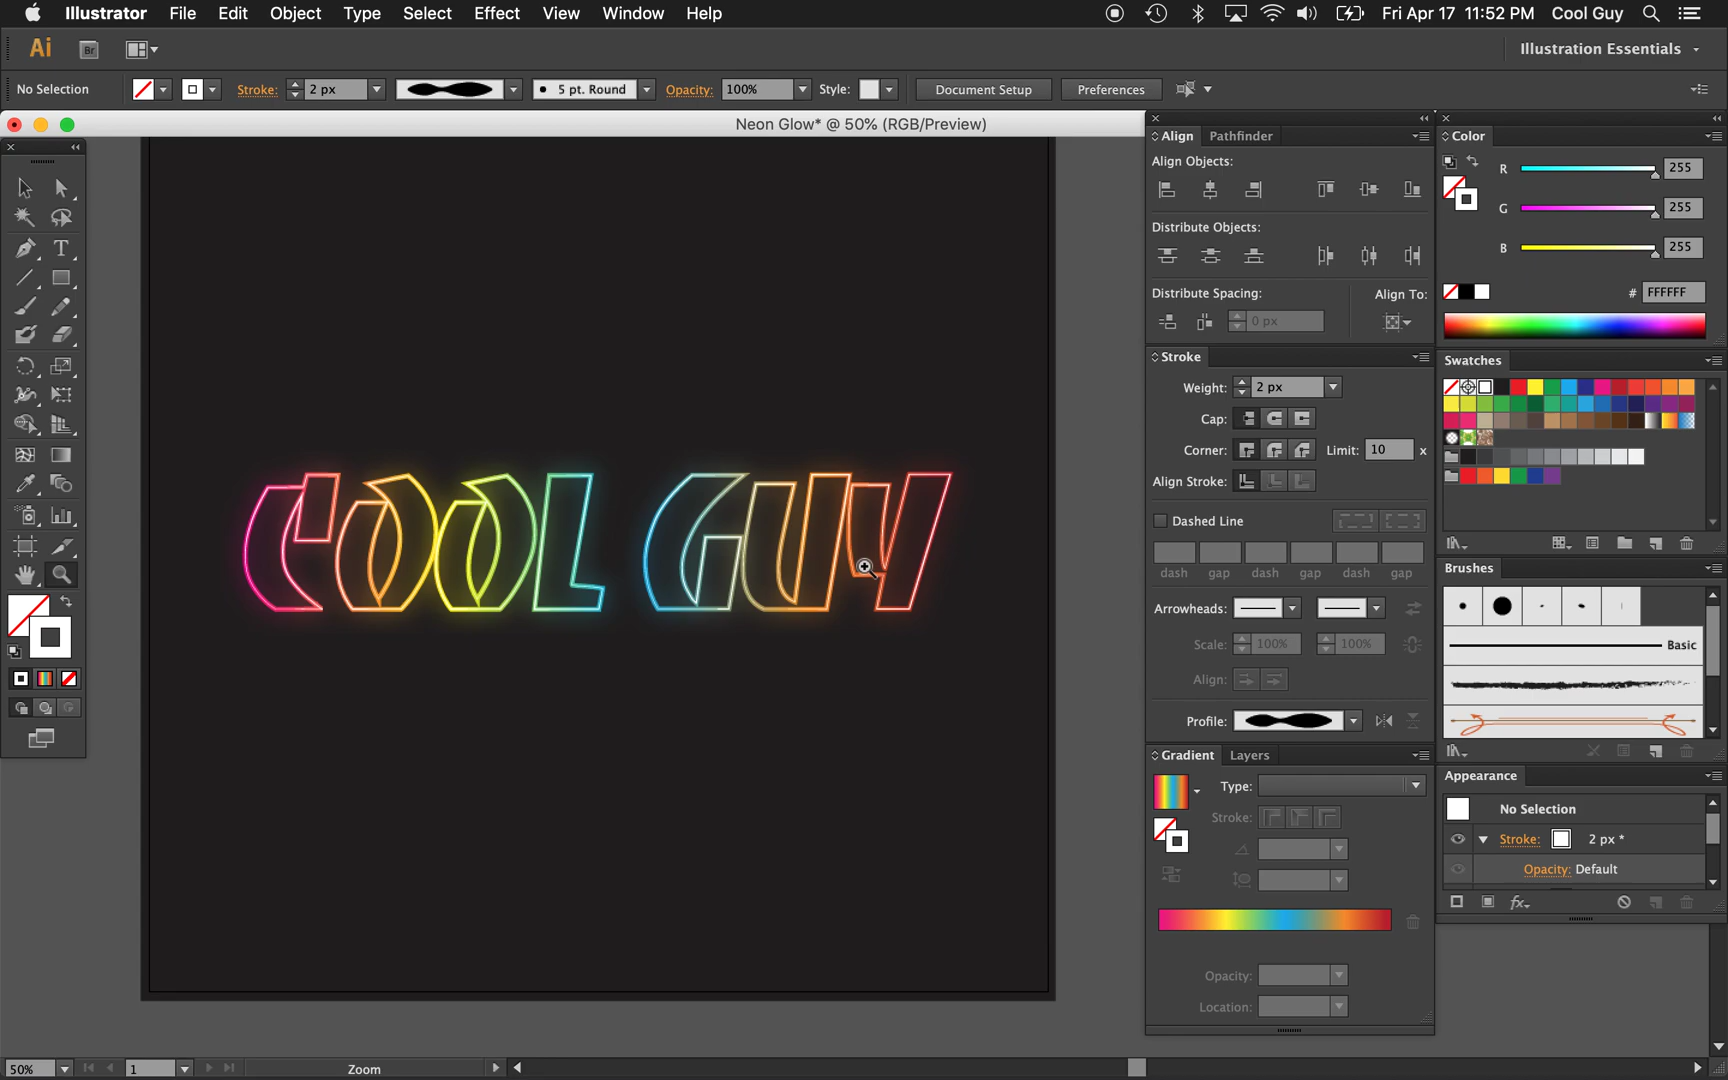 Illustrator File Edit Object Type Select Effect View Window Help Fri Apr 17 11:52 PM Cool Guy
Ai Br Illustration Essentials
No Selection Stroke: 2 px 5 pt. Round Opacity: 100% Style: Document Setup Preferences
Neon Glow* @ 50% (RGB/Preview)
Align Pathfinder
Align Objects:
Distribute Objects:
Distribute Spacing: Align To:
0 px
Stroke
Weight: 2 px
Cap:
Corner: Limit: 10 x
Align Stroke:
Dashed Line
dash gap dash gap dash gap
Arrowheads:
Scale: 100% 100%
Align:
Profile:
Gradient Layers
Type:
Stroke:
Opacity:
Location:
Color
R 255
G 255
B 255
# FFFFFF
Swatches
Brushes
Basic
Appearance
No Selection
Stroke: 2 px *
Opacity: Default
fx
T
COOL GUY
50% 1 Zoom